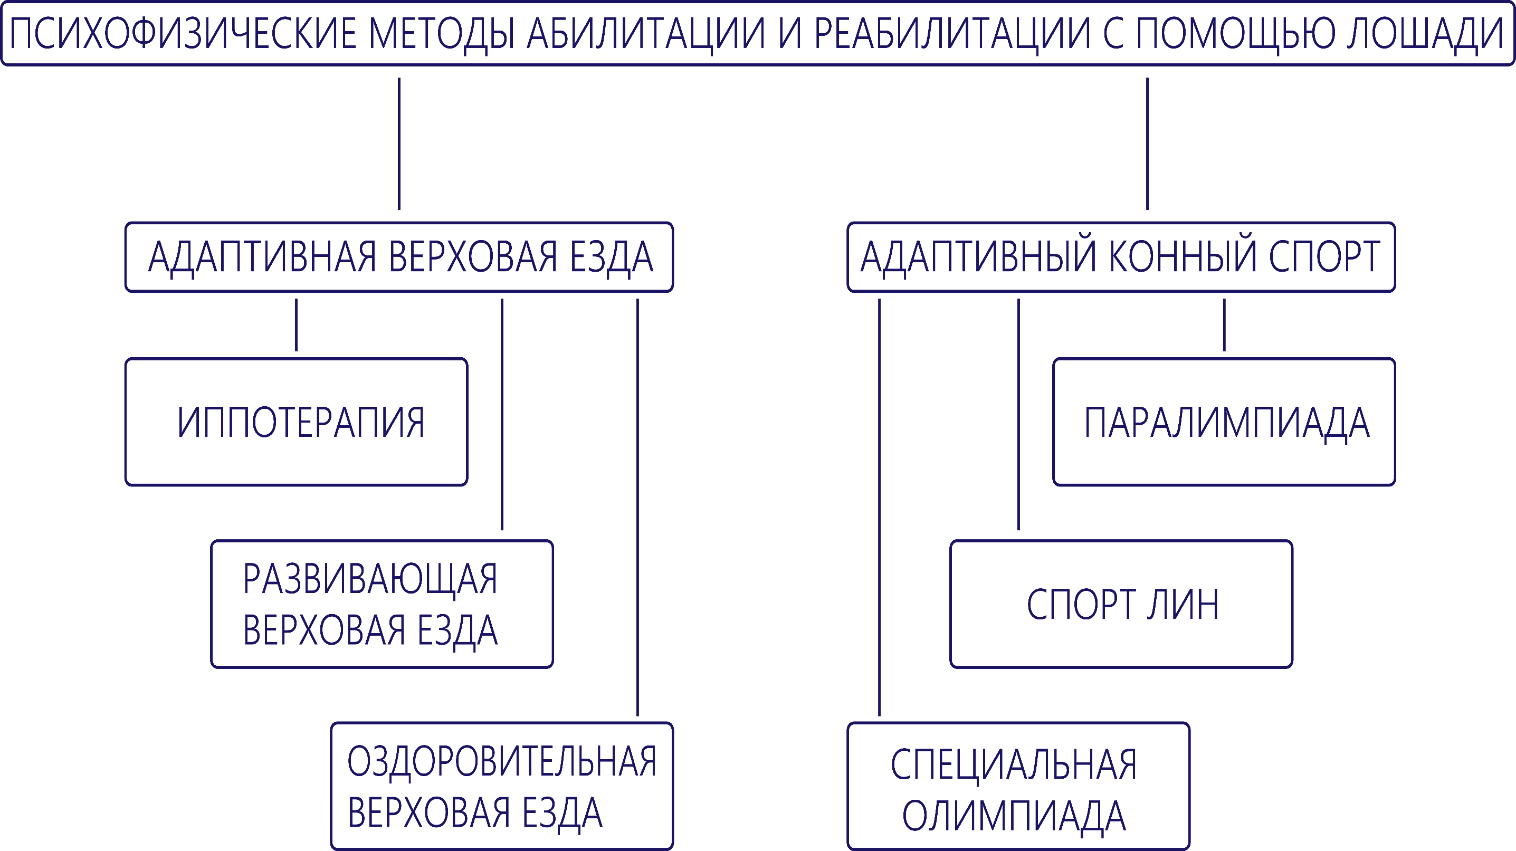 ПСИХОФИЗИЧЕСКИЕ МЕТОДЫ АБИЛИТАЦИИ И РЕАБИЛИТАЦИИ С ПОМОЩЬЮ ЛОШАДИ
АДАПТИВНАЯ ВЕРХОВАЯ ЕЗДА
ИППОТЕРАПИЯ
РАЗВИВАЮЩАЯ
ВЕРХОВАЯ ЕЗДА
ОЗДОРОВИТЕЛЬНАЯ
ВЕРХОВАЯ ЕЗДА
АДАПТИВНЫЙ КОННЫЙ СПОРТ
ПАРАЛИМПИАДА
СПОРТ ЛИН
СПЕЦИАЛЬНАЯ
ОЛИМПИАДА